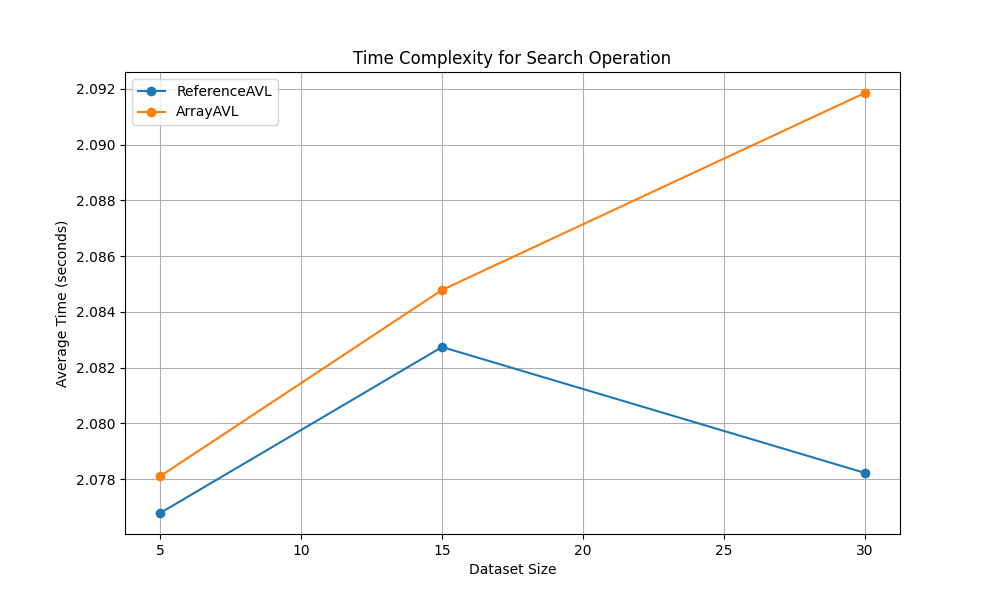 Time Complexity for Search Operation
ReferenceAVL
ArrayAVL
Average Time (seconds)
2.092
2.090
2.088
2.086
2.084
2.082
2.080
2.078
5 10 15 20 25 30
Dataset Size